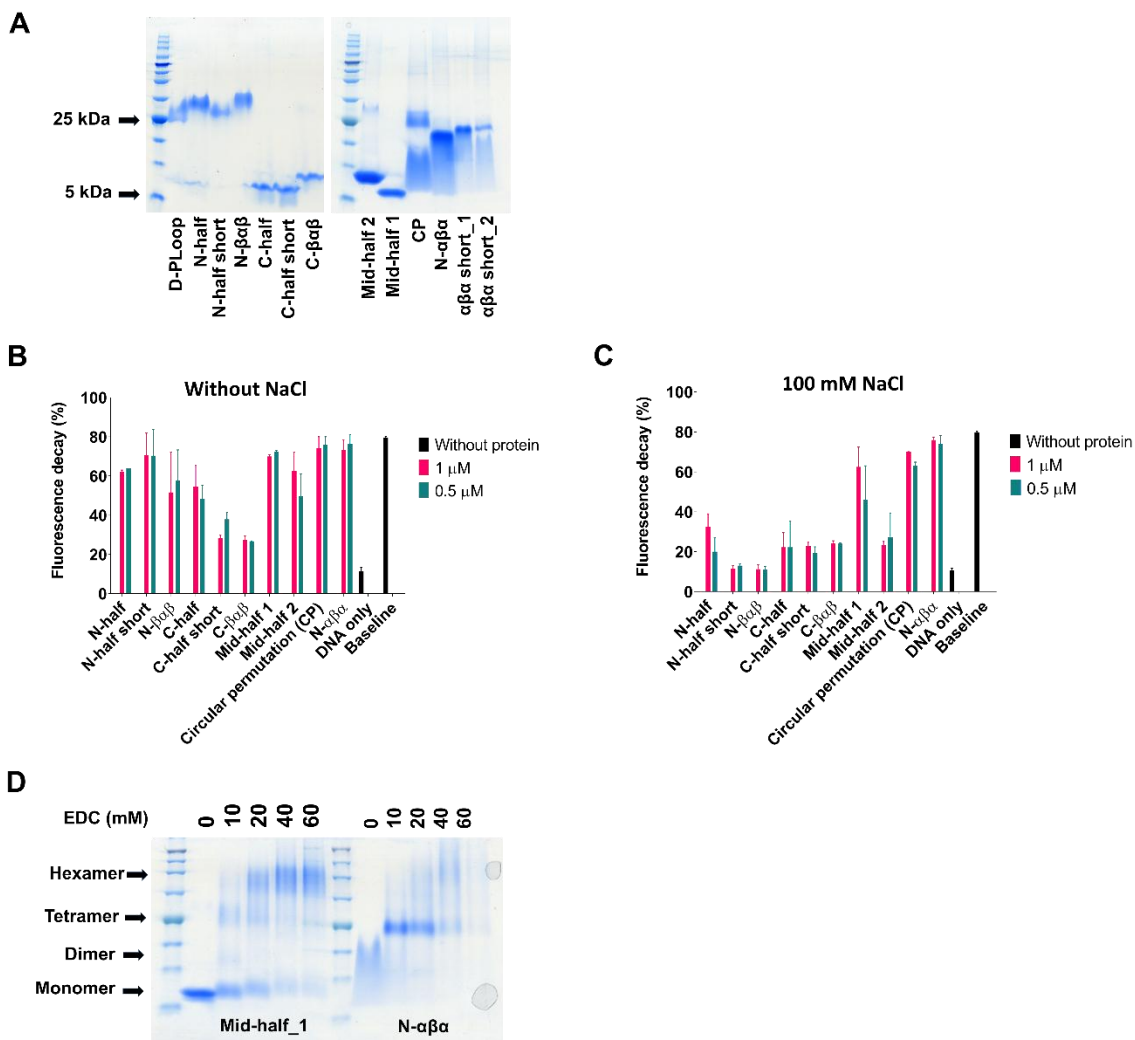 A
25 kDa
5 kDa
D-PLoop
N-half
N-half short
N-βαβ
C-half
C-half short
C-βαβ
Mid-half 2
Mid-half 1
CP
N-αβα
αβα short_1
αβα short_2
B
Without NaCl
Fluorescence decay (%)
100
80
60
40
20
0
N-half
N-half short
N-βαβ
C-half
C-half short
C-βαβ
Mid-half 1
Mid-half 2
Circular permutation (CP)
N-αβα
DNA only
Baseline
Without protein
1 μM
0.5 μM
C
100 mM NaCl
Fluorescence decay (%)
100
80
60
40
20
0
N-half
N-half short
N-βαβ
C-half
C-half short
C-βαβ
Mid-half 1
Mid-half 2
Circular permutation (CP)
N-αβα
DNA only
Baseline
Without protein
1 μM
0.5 μM
D
EDC (mM) 0 10 20 40 60 0 10 20 40 60
Hexamer
Tetramer
Dimer
Monomer
Mid-half_1 N-αβα